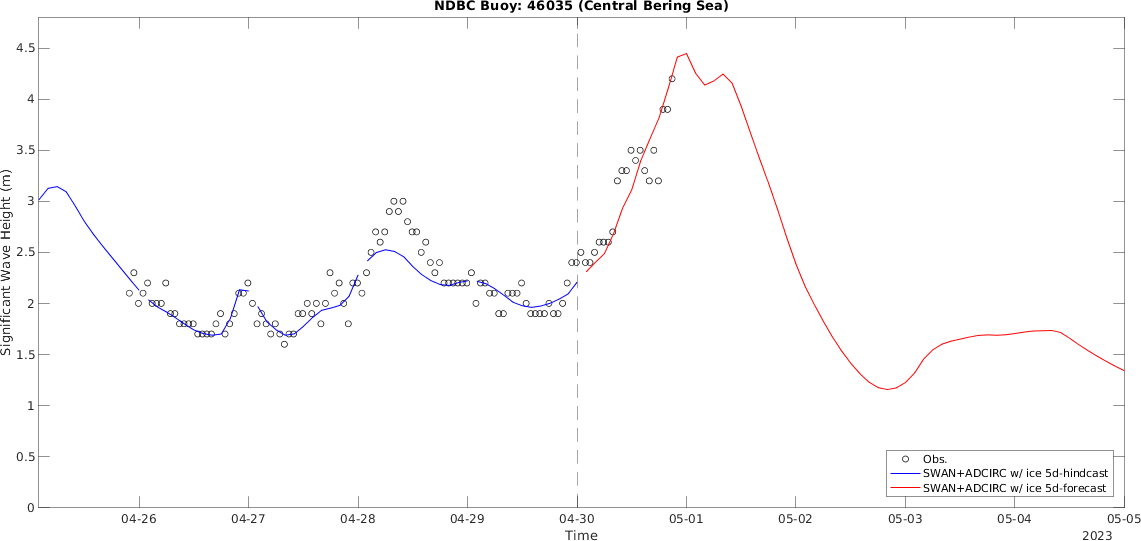 NDBC Buoy: 46035 (Central Bering Sea)
Significant Wave Height (m)
4.5
4
3.5
3
2.5
2
1.5
1
0.5
0
04-26 04-27 04-28 04-29 04-30 05-01 05-02 05-03 05-04 05-05
Time
2023
Obs.
SWAN+ADCIRC w/ ice 5d-hindcast
SWAN+ADCIRC w/ ice 5d-forecast